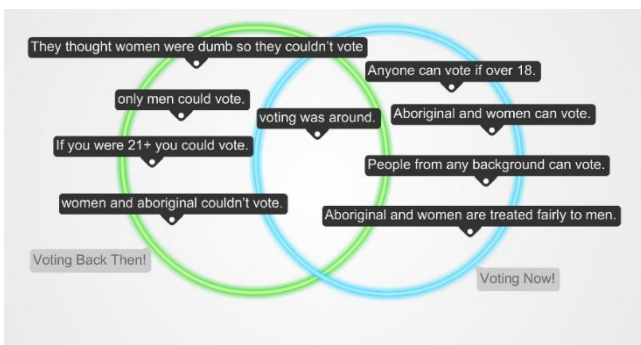 They thought women were dumb so they couldn't vote
only men could vote.
If you were 21+ you could vote.
women and aboriginal couldn't vote.
Voting Back Then!
voting was around.
Anyone can vote if over 18.
Aboriginal and women can vote.
People from any background can vote.
Aboriginal and women are treated fairly to men.
Voting Now!